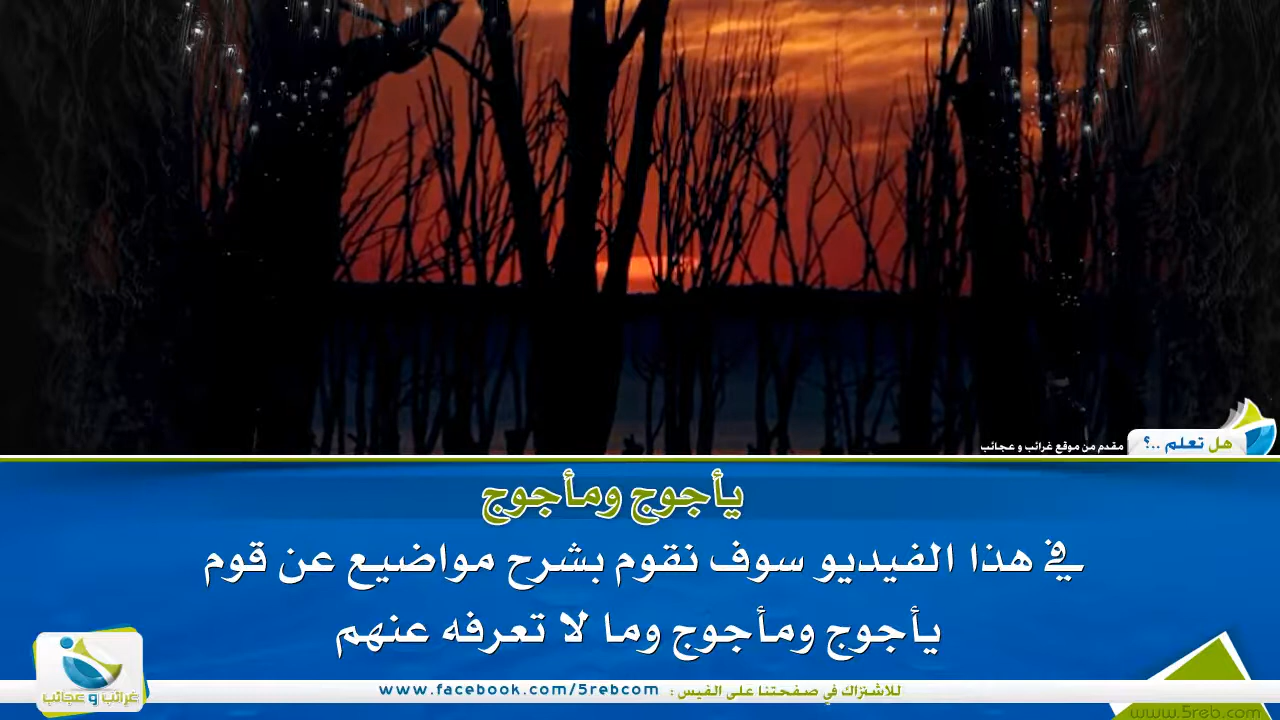 هل تعلم ..؟
مقدم من موقع غرائب و عجائب
يأجوج ومأجوج
في هذا الفيديو سوف نقوم بشرح مواضيع عن قوم
يأجوج ومأجوج وما لا تعرفه عنهم
غرائب و عجائب
للاشتراك في صفحتنا على الفيس : www.facebook.com/5rebcom
www.5reb.com